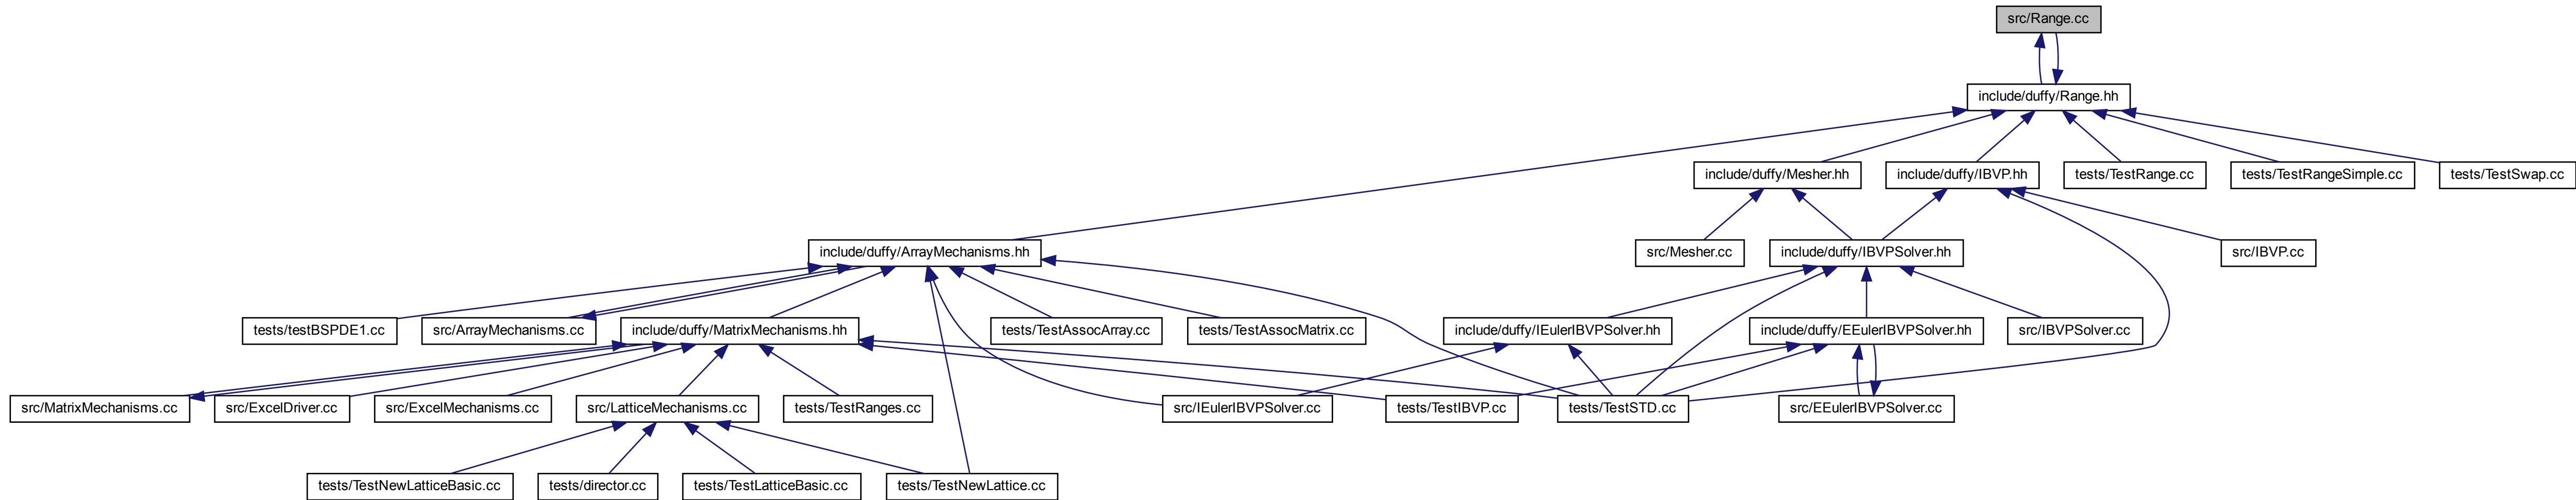 src/Range.cc
include/duffy/Range.hh
include/duffy/Mesher.hh
include/duffy/IBVP.hh
tests/TestRange.cc
tests/TestRangeSimple.cc
tests/TestSwap.cc
include/duffy/ArrayMechanisms.hh
src/Mesher.cc
include/duffy/IBVPSolver.hh
src/IBVP.cc
tests/testBSPDE1.cc
src/ArrayMechanisms.cc
include/duffy/MatrixMechanisms.hh
tests/TestAssocArray.cc
tests/TestAssocMatrix.cc
include/duffy/IEulerIBVPSolver.hh
include/duffy/EEulerIBVPSolver.hh
src/IBVPSolver.cc
src/MatrixMechanisms.cc
src/ExcelDriver.cc
src/ExcelMechanisms.cc
src/LatticeMechanisms.cc
tests/TestRanges.cc
src/IEulerIBVPSolver.cc
tests/TestIBVP.cc
tests/TestSTD.cc
src/EEulerIBVPSolver.cc
tests/TestNewLatticeBasic.cc
tests/director.cc
tests/TestLatticeBasic.cc
tests/TestNewLattice.cc